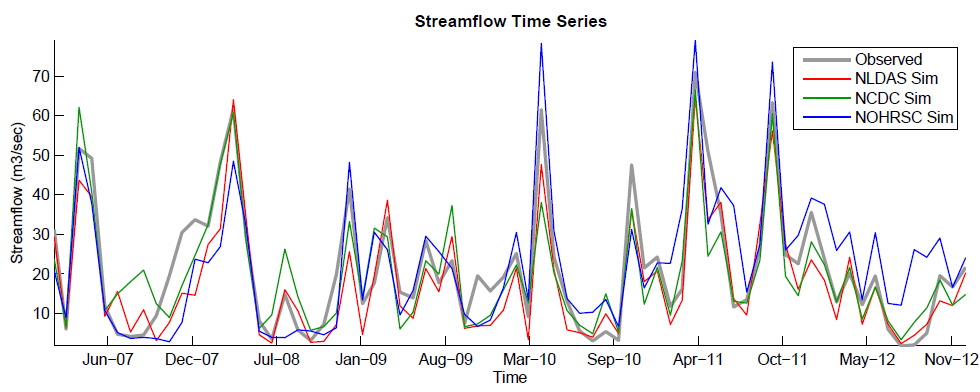 Streamflow Time Series
Streamflow (m3/sec)
70
60
50
40
30
20
10
Observed
NLDAS Sim
NCDC Sim
NOHRSC Sim
Jun-07 Dec-07 Jul-08 Jan-09 Aug-09 Mar-10 Sep-10 Apr-11 Oct-11 May-12 Nov-12
Time